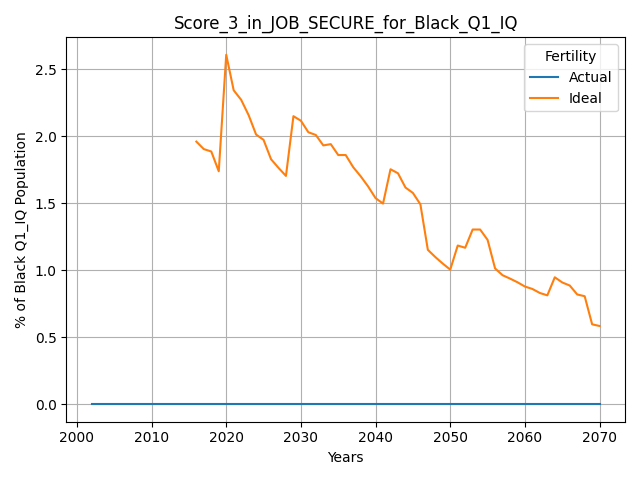 Score_3_in_JOB_SECURE_for_Black_Q1_IQ
Fertility
Actual
Ideal
% of Black Q1_IQ Population
2.5
2.0
1.5
1.0
0.5
0.0
2000 2010 2020 2030 2040 2050 2060 2070
Years